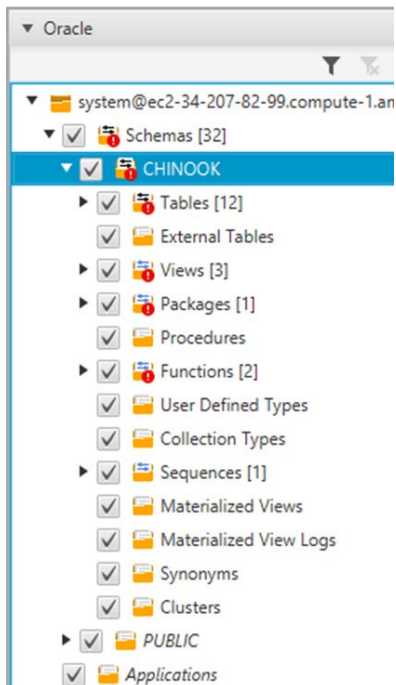 Oracle
system@ec2-34-207-82-99.compute-1.am
Schemas [32]
CHINOOK
Tables [12]
External Tables
Views [3]
Packages [1]
Procedures
Functions [2]
User Defined Types
Collection Types
Sequences [1]
Materialized Views
Materialized View Logs
Synonyms
Clusters
PUBLIC
Applications